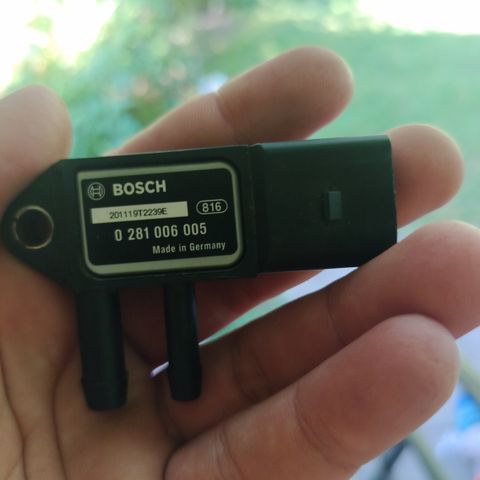 BOSCH
201119T2239E
816
0 281 006 005
Made in Germany